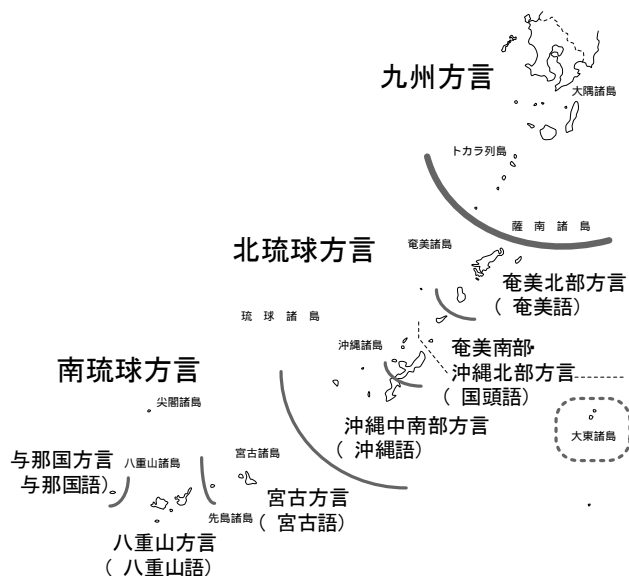 九州方言
大隅諸島
トカラ列島
薩南諸島
北琉球方言
奄美諸島
奄美北部方言
（奄美語）
琉球諸島
沖縄諸島
奄美南部・
沖縄北部方言
（国頭語）
南琉球方言
尖閣諸島
沖縄中南部方言
（沖縄語）
大東諸島
与那国方言
与那国語）
八重山諸島
宮古諸島
宮古方言
（宮古語）
先島諸島
八重山方言
（八重山語）